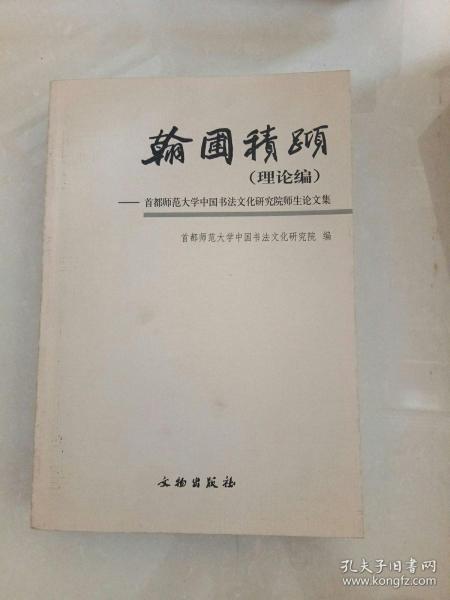 翰圃積蹞
（理论编）
——首都师范大学中国书法文化研究院师生论文集
首都师范大学中国书法文化研究院 编
文物出版社
孔夫子旧书网
www.kongfz.com